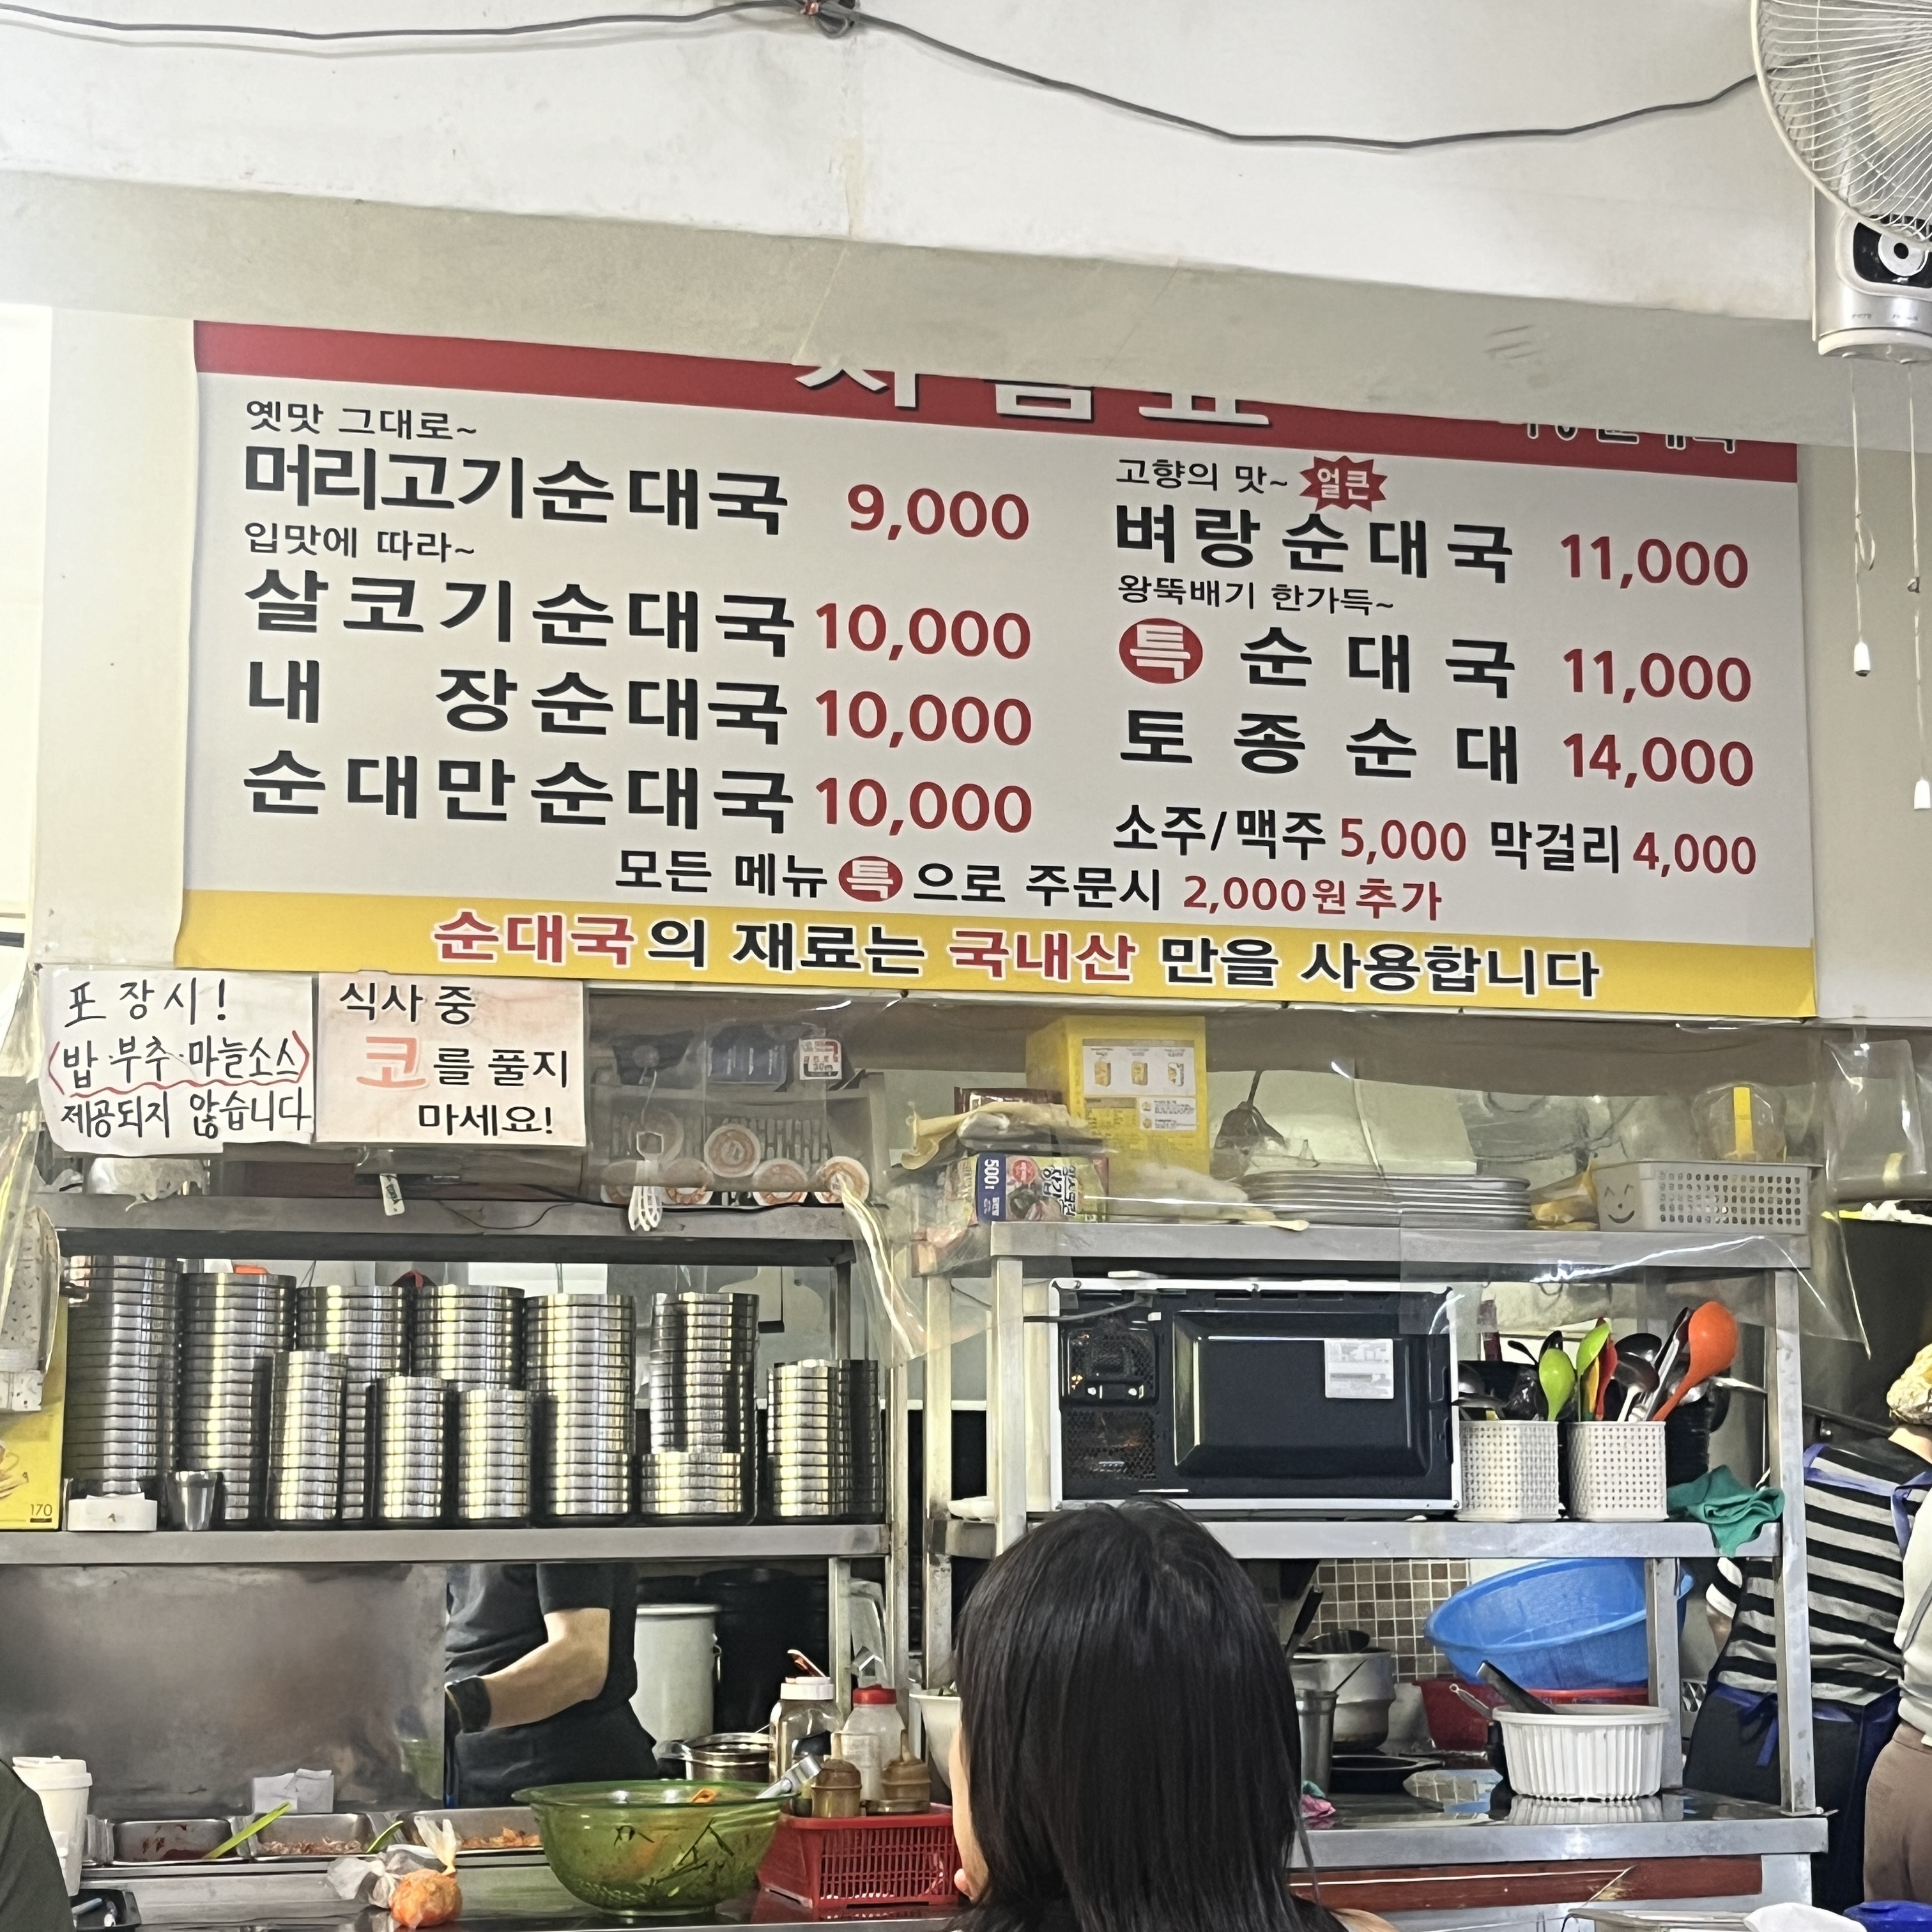 차림표
옛맛 그대로~
머리고기순대국 9,000
입맛에 따라~
살코기순대국 10,000
내 장순대국 10,000
순대만순대국 10,000
고향의 맛~ 얼큰
벼랑순대국 11,000
왕뚝배기 한가득~
특 순대국 11,000
토종순대 14,000
소주/맥주 5,000 막걸리 4,000
모든 메뉴 특 으로 주문시 2,000원추가
순대국의 재료는 국내산 만을 사용합니다
포장시!
(밥·부추·마늘소스)
제공되지 않습니다
식사 중
코를 풀지
마세요!
500
170